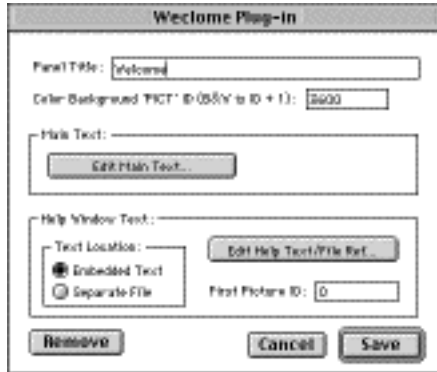 Weclome Plug-in
Panel Title: Welcome
Color Background 'PICT' ID (B&W is ID + 1): 3600
Main Text:
Edit Main Text...
Help Window Text:
Text Location:
Embedded Text
Separate File
Edit Help Text/File Ref...
First Picture ID: 0
Remove
Cancel
Save